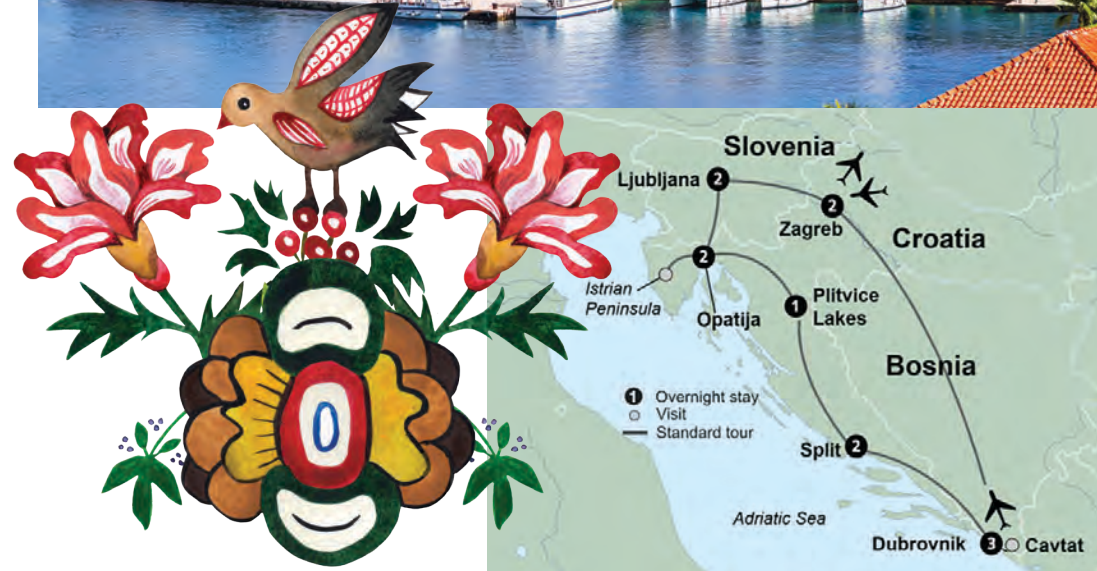 Slovenia
Ljubljana 2
2
Zagreb
Croatia
2
Istrian
Peninsula
Opatija
1 Plitvice
Lakes
Bosnia
1 Overnight stay
Visit
Standard tour
Split 2
Adriatic Sea
Dubrovnik 3 Cavtat